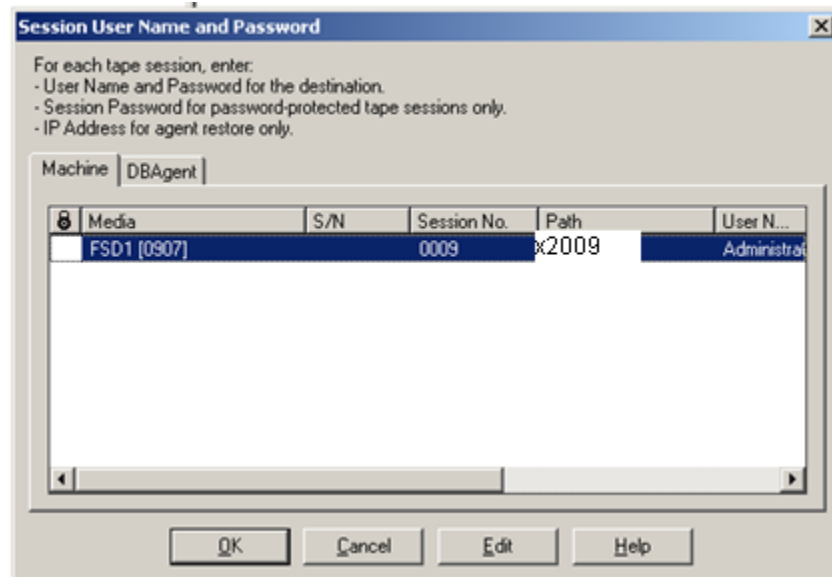 Session User Name and Password
For each tape session, enter:
- User Name and Password for the destination.
- Session Password for password-protected tape sessions only.
- IP Address for agent restore only.
Machine DBAgent
Media S/N Session No. Path User N...
FSD1 [0907] 0009 x2009 Administra
OK Cancel Edit Help